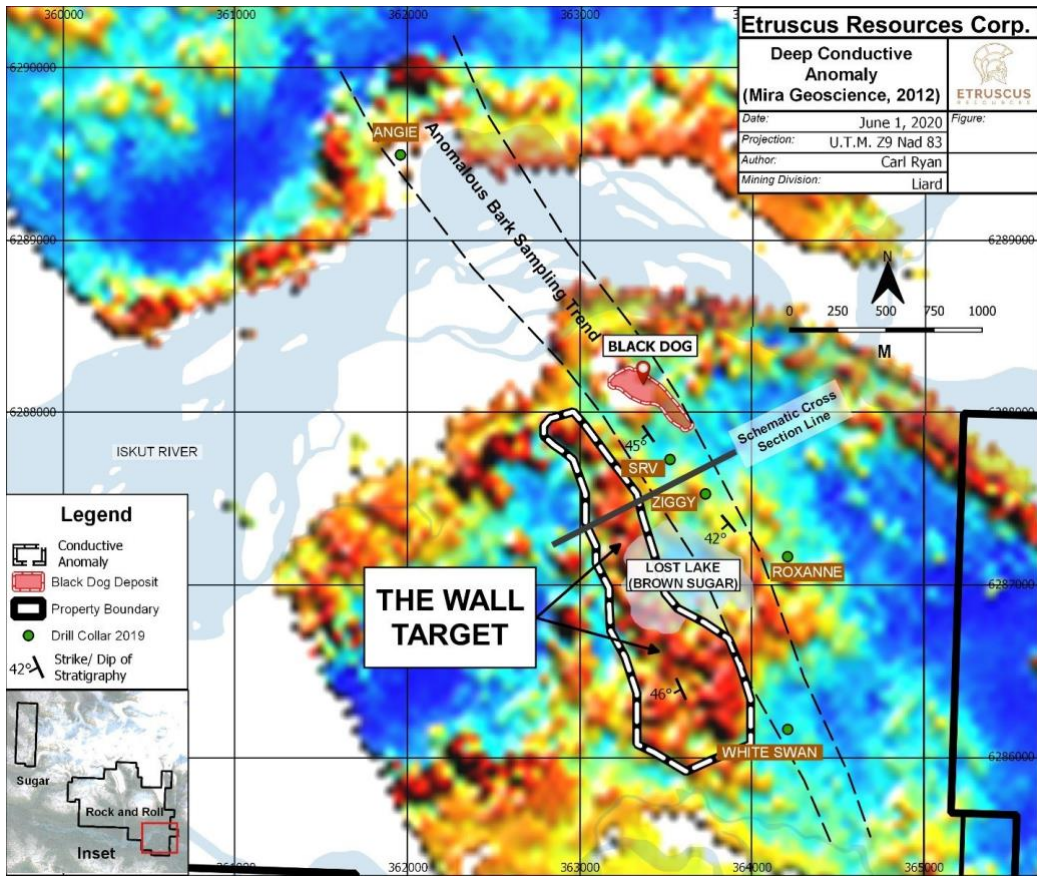 360000
361000
362000
363000
Etruscus Resources Corp.
Deep Conductive
Anomaly
(Mira Geoscience, 2012)
ETRUSCUS
RESOURCES
Date:
June 1, 2020
Figure:
Projection:
U.T.M. Z9 Nad 83
Author:
Carl Ryan
Mining Division:
Liard
6290000
ANGIE
Anomalous Bark Sampling Trend
6289000
6289000
N
0 250 500 750 1000
M
BLACK DOG
6288000
6288000
Schematic Cross
Section Line
45°
SRV
ISKUT RIVER
ZIGGY
42°
LOST LAKE
(BROWN SUGAR)
ROXANNE
6287000
THE WALL
TARGET
46°
WHITE SWAN
6286000
Legend
Conductive
Anomaly
Black Dog Deposit
Property Boundary
Drill Collar 2019
42°
Strike/ Dip of
Stratigraphy
Sugar
Rock and Roll
Inset
361000
362000
363000
364000
365000